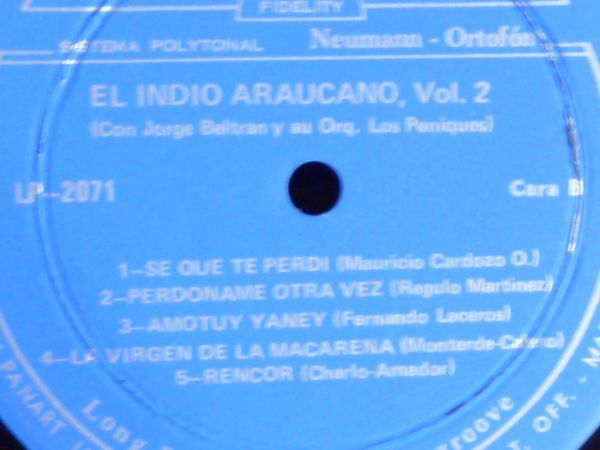 FIDELITY
SISTEMA POLYTONAL Neumann - Ortofón
EL INDIO ARAUCANO, Vol. 2
(Con Jorge Beltran y su Orq. Los Peniques)
LP-2071 Cara B
1-SE QUE TE PERDI (Mauricio Cardozo O.)
2-PERDONAME OTRA VEZ (Regulo Martinez)
3-AMOTUY YANEY (Fernando Leceros)
4-LA VIRGEN DE LA MACARENA (Monterde-Calero)
5-RENCOR (Charlo-Amador)
PANART
Long
OFF.